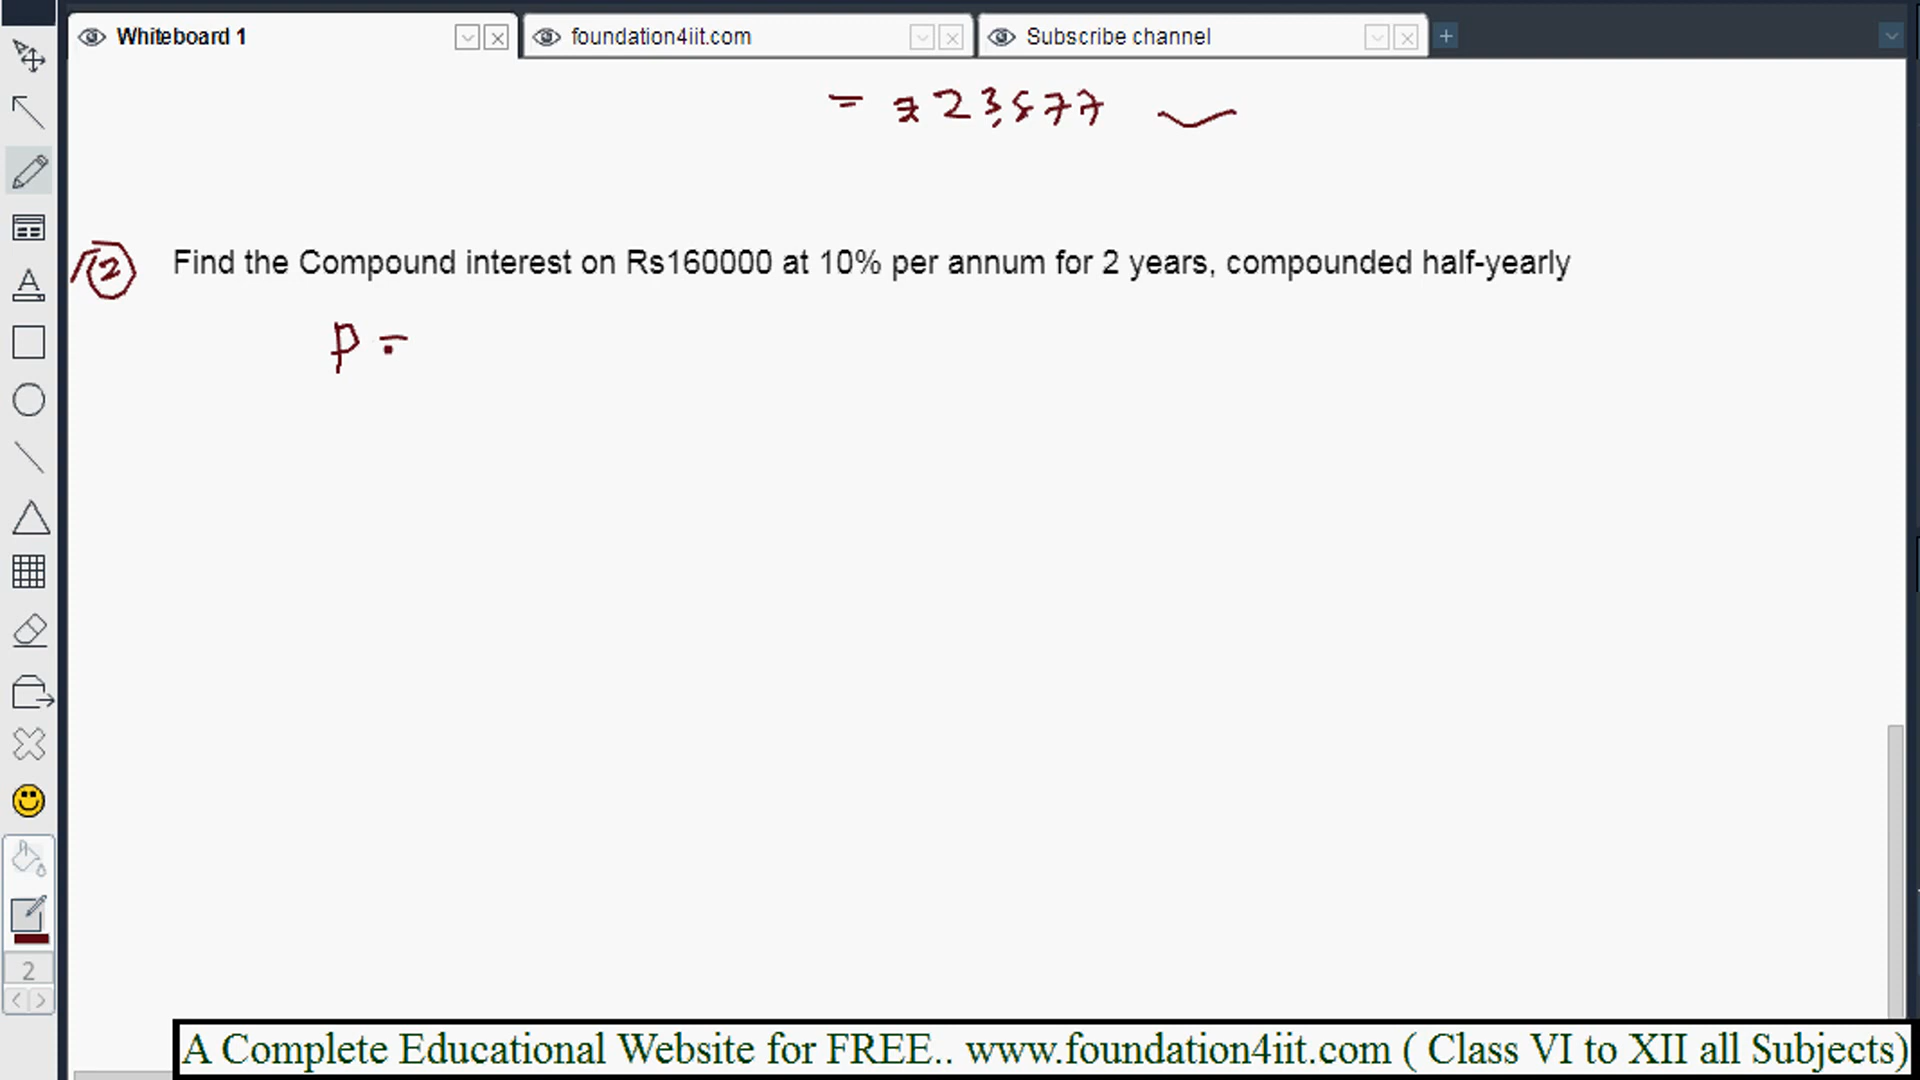 Whiteboard 1
foundation4iit.com
Subscribe channel
= ₹ 23,577
② Find the Compound interest on Rs160000 at 10% per annum for 2 years, compounded half-yearly
P =
2
A Complete Educational Website for FREE.. www.foundation4iit.com ( Class VI to XII all Subjects)